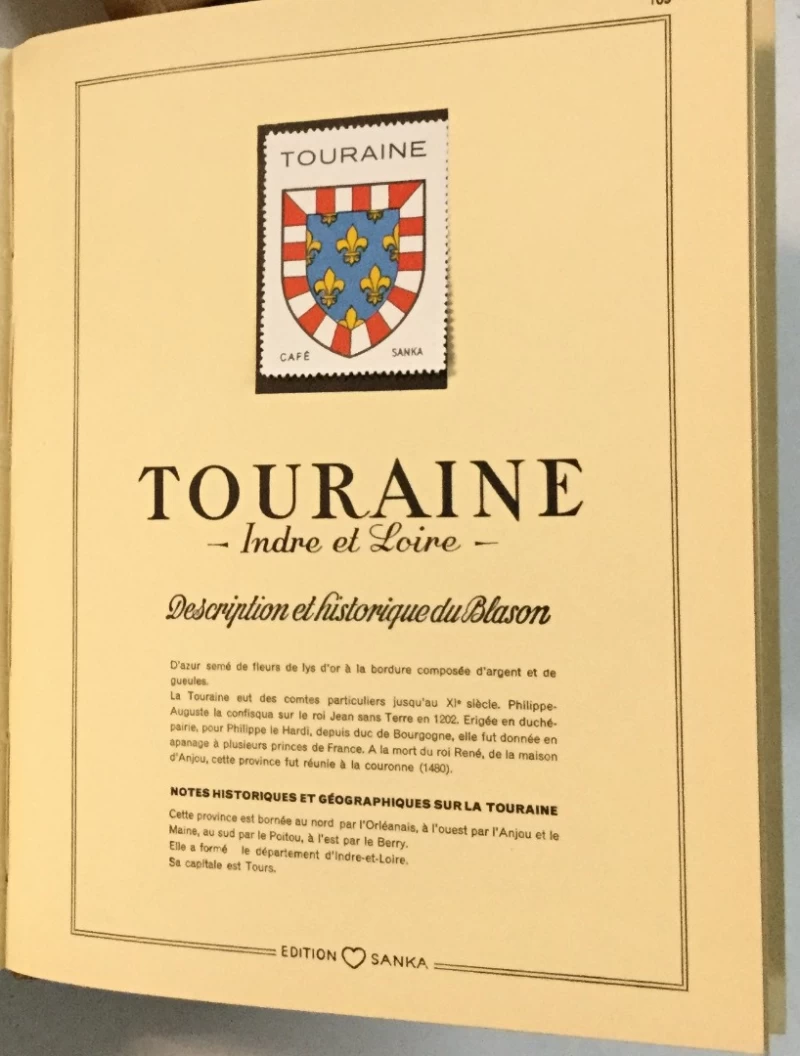 TOURAINE
CAFÉ SANKA
TOURAINE
- Indre et Loire -
Description et historique du Blason
D'azur semé de fleurs de lys d'or à la bordure composée d'argent et de
gueules.
La Touraine eut des comtes particuliers jusqu'au XIe siècle. Philippe-
Auguste la confisqua sur le roi Jean sans Terre en 1202. Erigée en duché-
pairie, pour Philippe le Hardi, depuis duc de Bourgogne, elle fut donnée en
apanage à plusieurs princes de France. A la mort du roi René, de la maison
d'Anjou, cette province fut réunie à la couronne (1480).
NOTES HISTORIQUES ET GÉOGRAPHIQUES SUR LA TOURAINE
Cette province est bornée au nord par l'Orléanais, à l'ouest par l'Anjou et le
Maine, au sud par le Poitou, à l'est par le Berry.
Elle a formé le département d'Indre-et-Loire.
Sa capitale est Tours.
EDITION SANKA